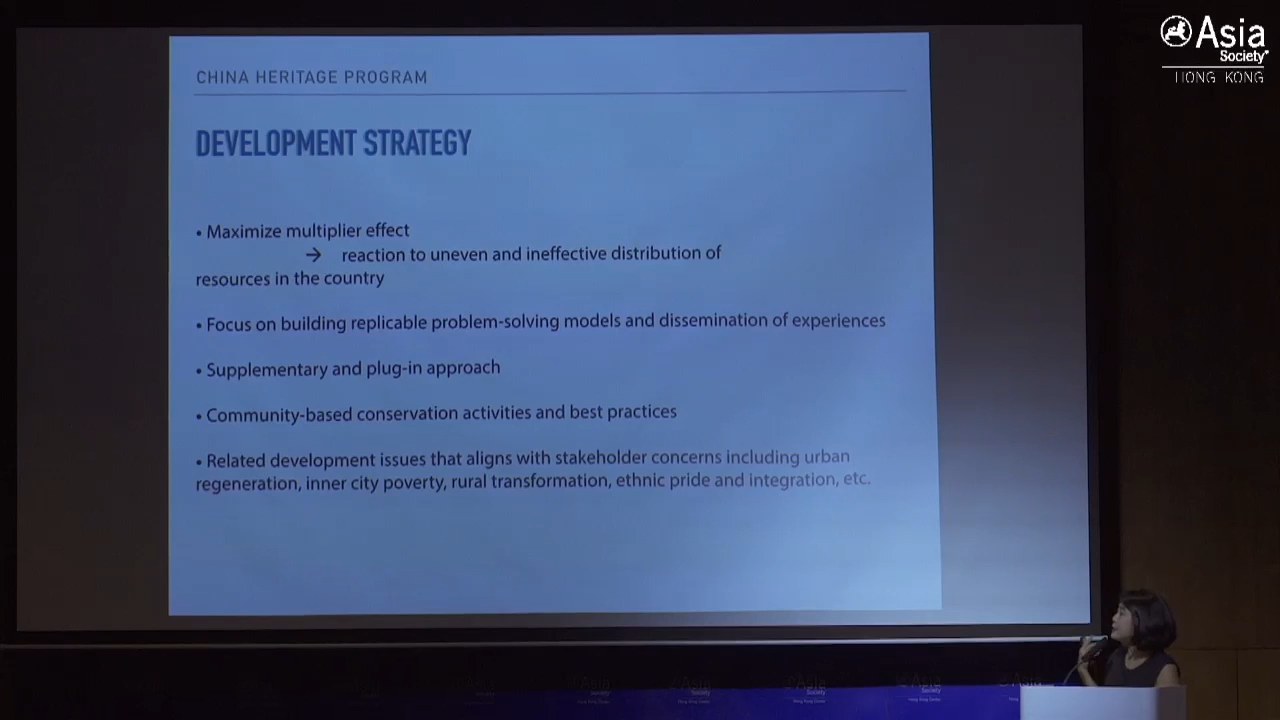 Asia
Society
HONG KONG
CHINA HERITAGE PROGRAM
DEVELOPMENT STRATEGY
• Maximize multiplier effect
→ reaction to uneven and ineffective distribution of
resources in the country
• Focus on building replicable problem-solving models and dissemination of experiences
• Supplementary and plug-in approach
• Community-based conservation activities and best practices
• Related development issues that aligns with stakeholder concerns including urban
regeneration, inner city poverty, rural transformation, ethnic pride and integration, etc.